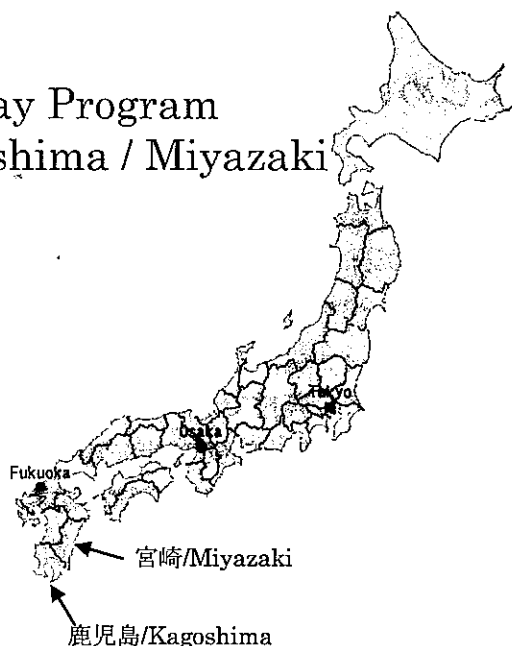 ay Program
shima / Miyazaki
Tokyo
Osaka
Fukuoka
宮崎/Miyazaki
鹿児島/Kagoshima